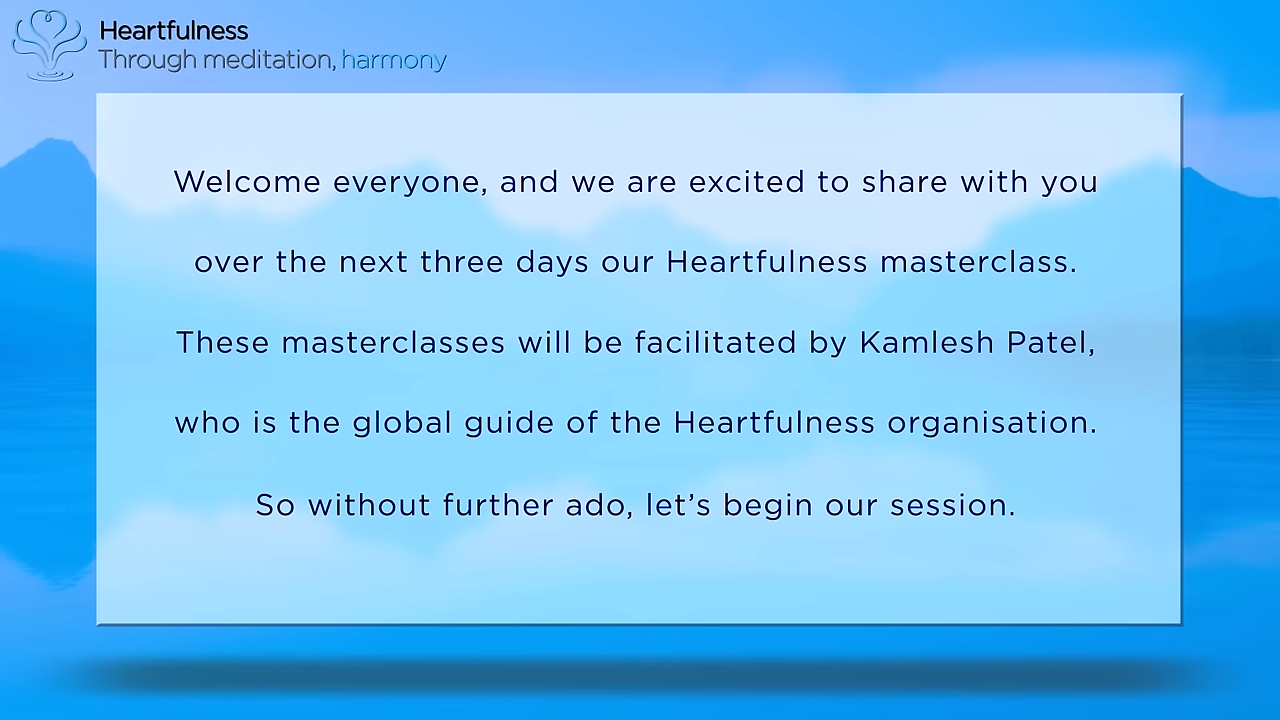 Heartfulness
Through meditation, harmony
Welcome everyone, and we are excited to share with you
over the next three days our Heartfulness masterclass.
These masterclasses will be facilitated by Kamlesh Patel,
who is the global guide of the Heartfulness organisation.
So without further ado, let’s begin our session.